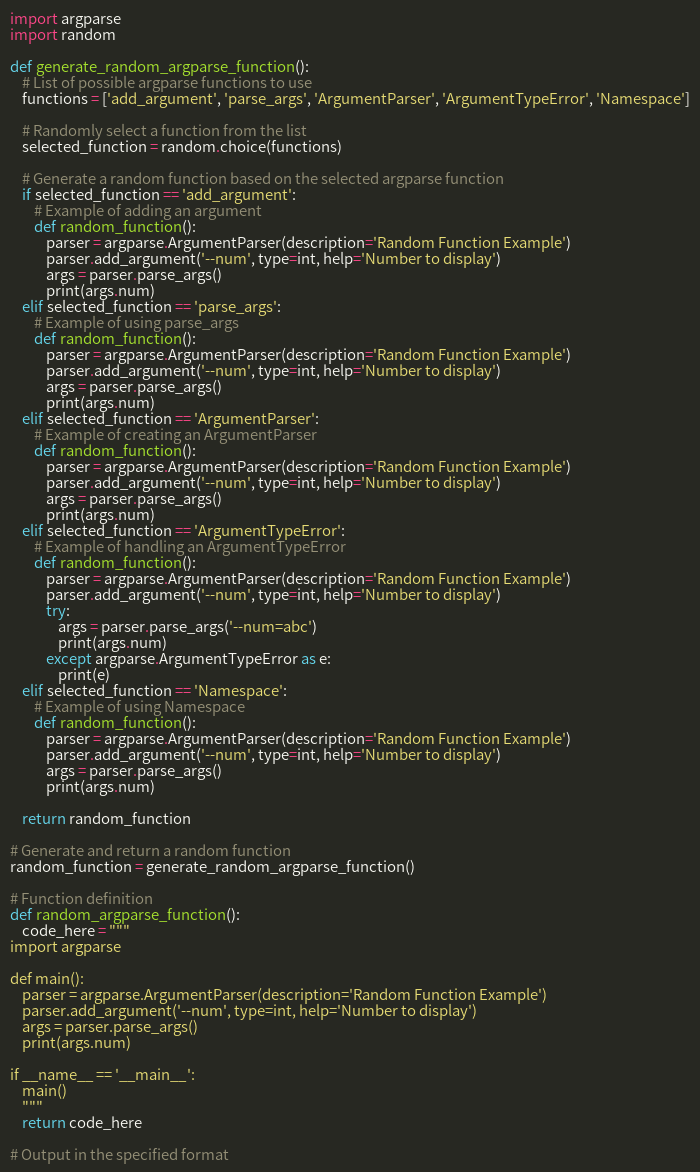 import argparse
import random

def generate_random_argparse_function():
    # List of possible argparse functions to use
    functions = ['add_argument', 'parse_args', 'ArgumentParser', 'ArgumentTypeError', 'Namespace']

    # Randomly select a function from the list
    selected_function = random.choice(functions)

    # Generate a random function based on the selected argparse function
    if selected_function == 'add_argument':
        # Example of adding an argument
        def random_function():
            parser = argparse.ArgumentParser(description='Random Function Example')
            parser.add_argument('--num', type=int, help='Number to display')
            args = parser.parse_args()
            print(args.num)
    elif selected_function == 'parse_args':
        # Example of using parse_args
        def random_function():
            parser = argparse.ArgumentParser(description='Random Function Example')
            parser.add_argument('--num', type=int, help='Number to display')
            args = parser.parse_args()
            print(args.num)
    elif selected_function == 'ArgumentParser':
        # Example of creating an ArgumentParser
        def random_function():
            parser = argparse.ArgumentParser(description='Random Function Example')
            parser.add_argument('--num', type=int, help='Number to display')
            args = parser.parse_args()
            print(args.num)
    elif selected_function == 'ArgumentTypeError':
        # Example of handling an ArgumentTypeError
        def random_function():
            parser = argparse.ArgumentParser(description='Random Function Example')
            parser.add_argument('--num', type=int, help='Number to display')
            try:
                args = parser.parse_args('--num=abc')
                print(args.num)
            except argparse.ArgumentTypeError as e:
                print(e)
    elif selected_function == 'Namespace':
        # Example of using Namespace
        def random_function():
            parser = argparse.ArgumentParser(description='Random Function Example')
            parser.add_argument('--num', type=int, help='Number to display')
            args = parser.parse_args()
            print(args.num)

    return random_function

# Generate and return a random function
random_function = generate_random_argparse_function()

# Function definition
def random_argparse_function():
    code_here = """
import argparse

def main():
    parser = argparse.ArgumentParser(description='Random Function Example')
    parser.add_argument('--num', type=int, help='Number to display')
    args = parser.parse_args()
    print(args.num)

if __name__ == '__main__':
    main()
    """
    return code_here

# Output in the specified format